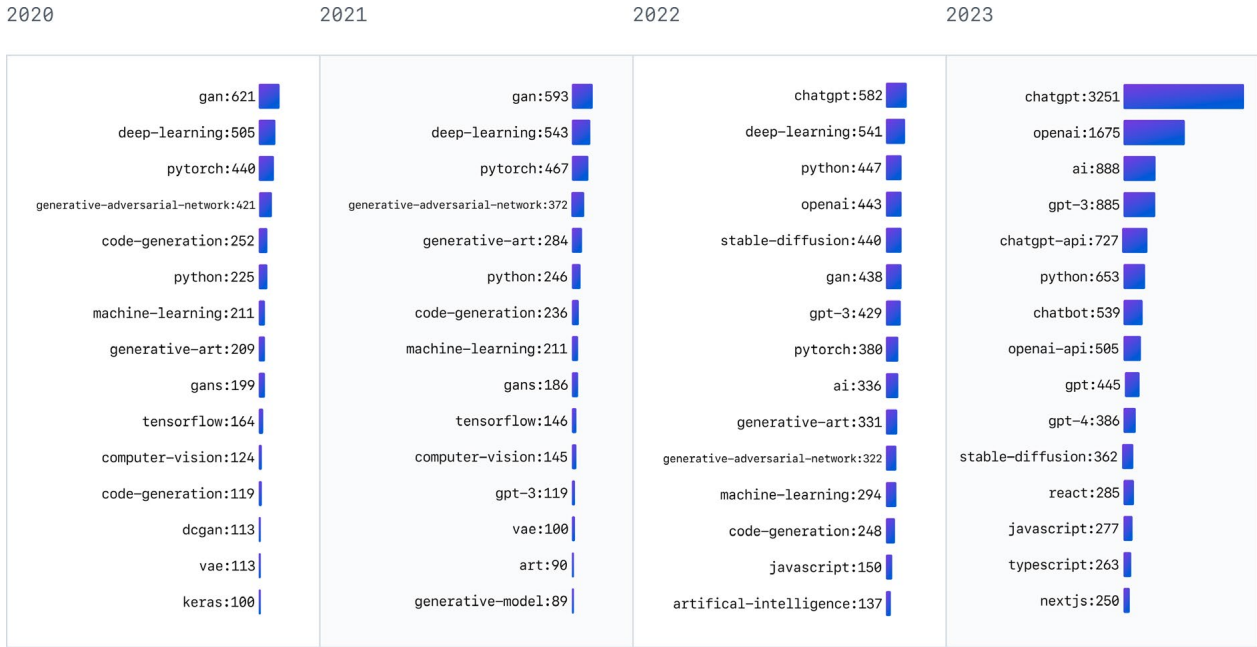 2020
gan:621
deep-learning:505
pytorch:440
generative-adversarial-network:421
code-generation:252
python:225
machine-learning:211
generative-art:209
gans:199
tensorflow:164
computer-vision:124
code-generation:119
dcgan:113
vae:113
keras:100
2021
gan:593
deep-learning:543
pytorch:467
generative-adversarial-network:372
generative-art:284
python:246
code-generation:236
machine-learning:211
gans:186
tensorflow:146
computer-vision:145
gpt-3:119
vae:100
art:90
generative-model:89
2022
chatgpt:582
deep-learning:541
python:447
openai:443
stable-diffusion:440
gan:438
gpt-3:429
pytorch:380
ai:336
generative-art:331
generative-adversarial-network:322
machine-learning:294
code-generation:248
javascript:150
artifical-intelligence:137
2023
chatgpt:3251
openai:1675
ai:888
gpt-3:885
chatgpt-api:727
python:653
chatbot:539
openai-api:505
gpt:445
gpt-4:386
stable-diffusion:362
react:285
javascript:277
typescript:263
nextjs:250